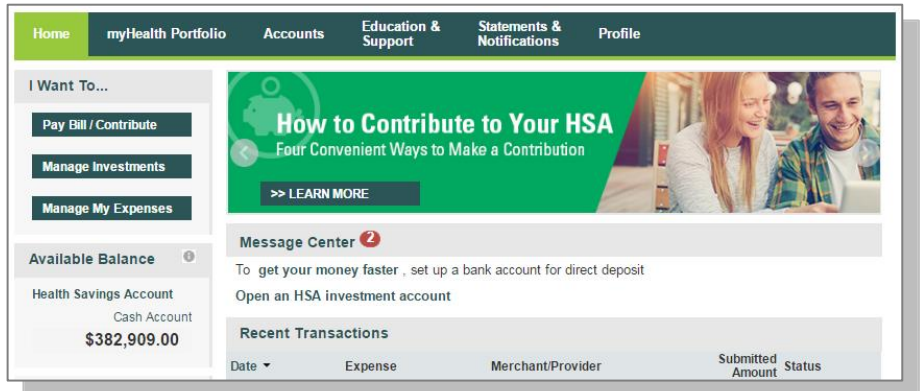 Home myHealth Portfolio Accounts Education & Support Statements & Notifications Profile
I Want To...
Pay Bill / Contribute
Manage Investments
Manage My Expenses
Available Balance
Health Savings Account
Cash Account
$382,909.00
How to Contribute to Your HSA
Four Convenient Ways to Make a Contribution
>> LEARN MORE
Message Center 2
To get your money faster , set up a bank account for direct deposit
Open an HSA investment account
Recent Transactions
Date Expense Merchant/Provider Submitted Amount Status